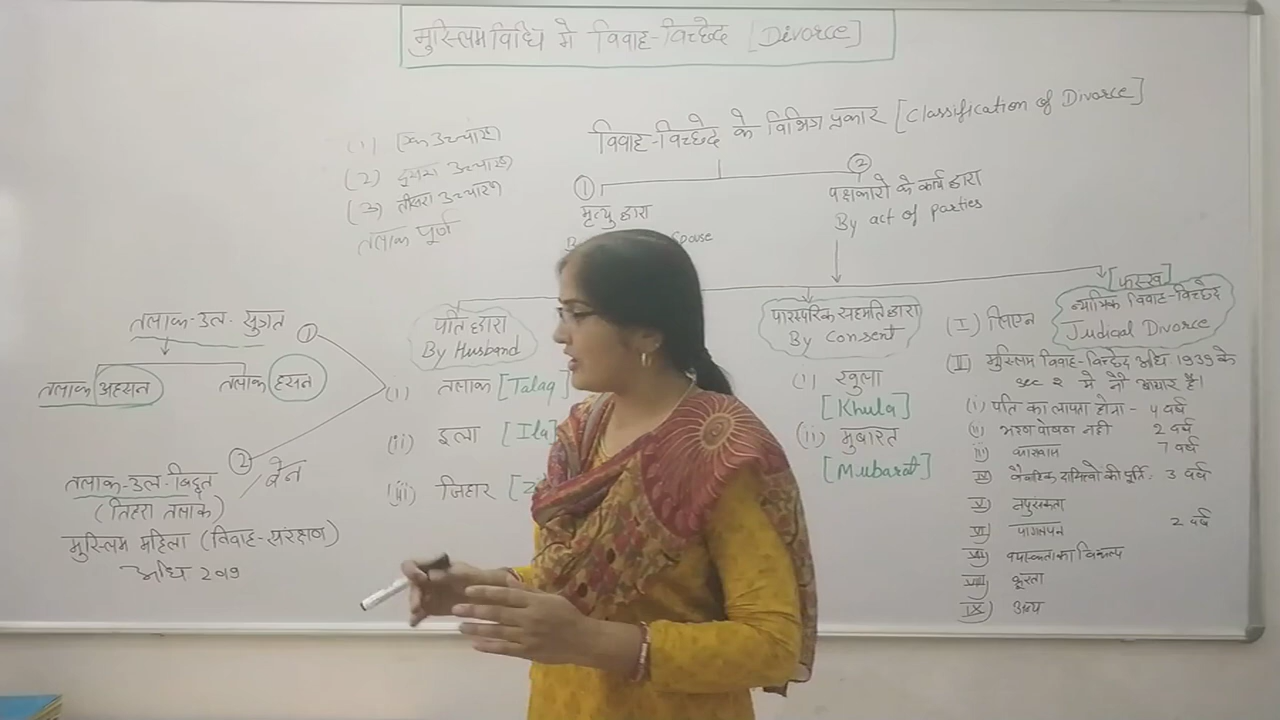 मुस्लिम विधि मे विवाह-विच्छेद [Divorce]
विवाह-विच्छेद के विभिन्न प्रकार [Classification of Divorce]
(1) एक उच्चारण
(2) दुसरा उच्चारण
(3) तीसरा उच्चारण
तलाक पूर्ण
①
मृत्यु द्वारा
②
पक्षकारो के कार्य द्वारा
By act of parties
तलाक-उल-सुन्नत ①
तलाक अहसन
तलाक हसन
②
तलाक-उल-बिद्दत / बेन
(तिहरा तलाक)
मुस्लिम महिला (विवाह-संरक्षण)
अधि 2019
पति द्वारा
By Husband
(i) तलाक [Talaq]
(ii) इला [Ila]
(iii) जिहार [Z
पारस्परिक सहमति द्वारा
By Consent
(i) खुला
[Khula]
(ii) मुबारत
[Mubarat]
[फस्ख]
न्यायिक विवाह-विच्छेद
Judical Divorce
(I) लिएन
(II) मुस्लिम विवाह-विच्छेद अधि 1939 के
sec 2 मे नौ आधार है।
(i) पति का लापता होना - 4 वर्ष
(ii) भरण पोषण नही 2 वर्ष
iii) कारावास 7 वर्ष
IV) वैवाहिक दायित्वो की पूर्ति- 3 वर्ष
V) नपुंसकता
VI) पागलपन 2 वर्ष
VII) वयस्कता का विकल्प
VIII) क्रूरता
IX) अन्य